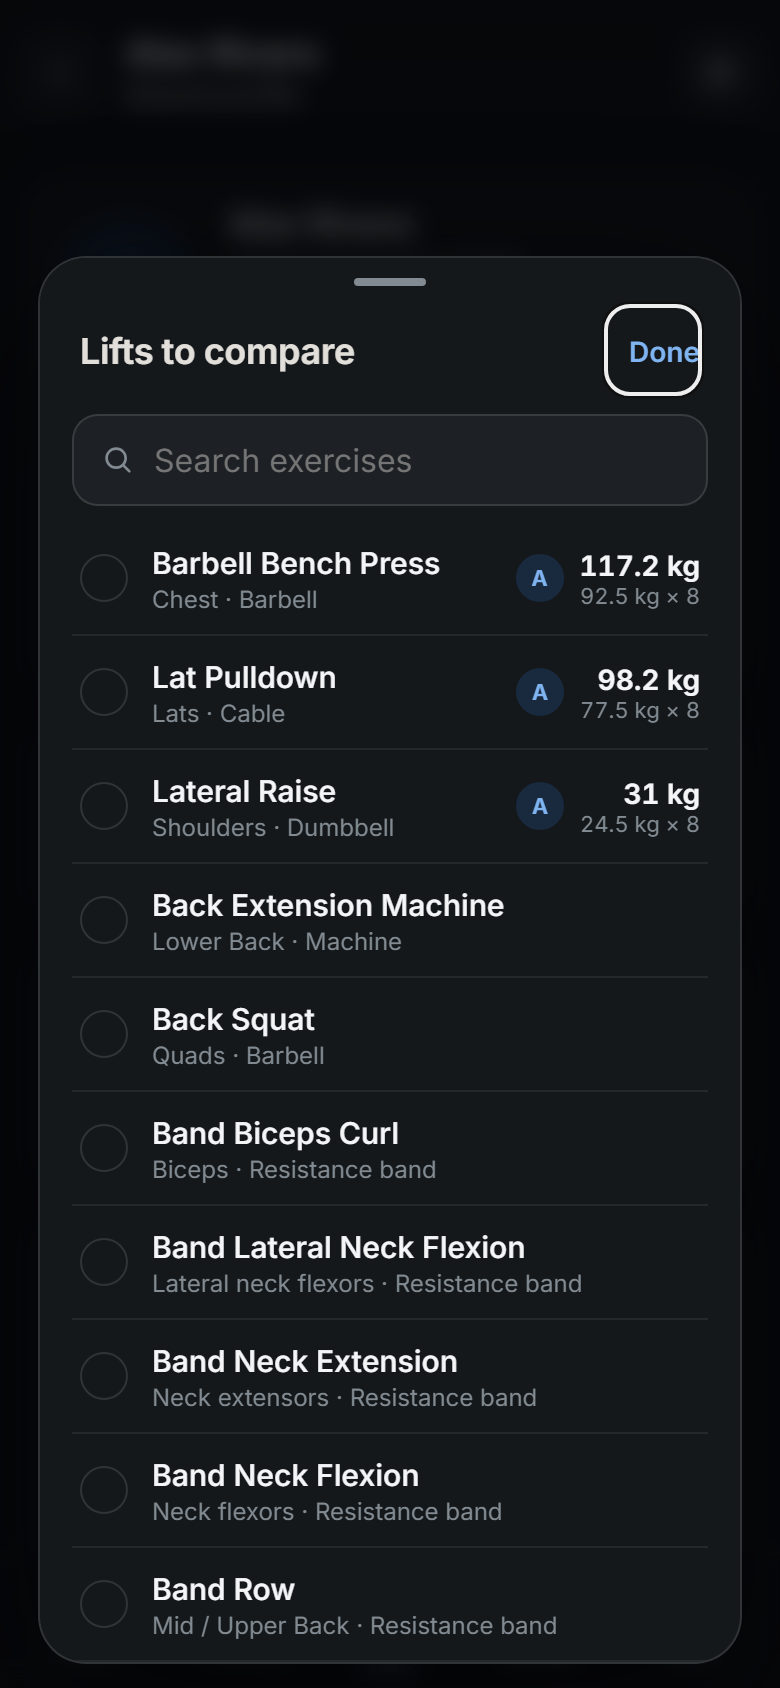 Lifts to compare
Done
Search exercises
Barbell Bench Press
Chest · Barbell
A
117.2 kg
92.5 kg × 8
Lat Pulldown
Lats · Cable
A
98.2 kg
77.5 kg × 8
Lateral Raise
Shoulders · Dumbbell
A
31 kg
24.5 kg × 8
Back Extension Machine
Lower Back · Machine
Back Squat
Quads · Barbell
Band Biceps Curl
Biceps · Resistance band
Band Lateral Neck Flexion
Lateral neck flexors · Resistance band
Band Neck Extension
Neck extensors · Resistance band
Band Neck Flexion
Neck flexors · Resistance band
Band Row
Mid / Upper Back · Resistance band